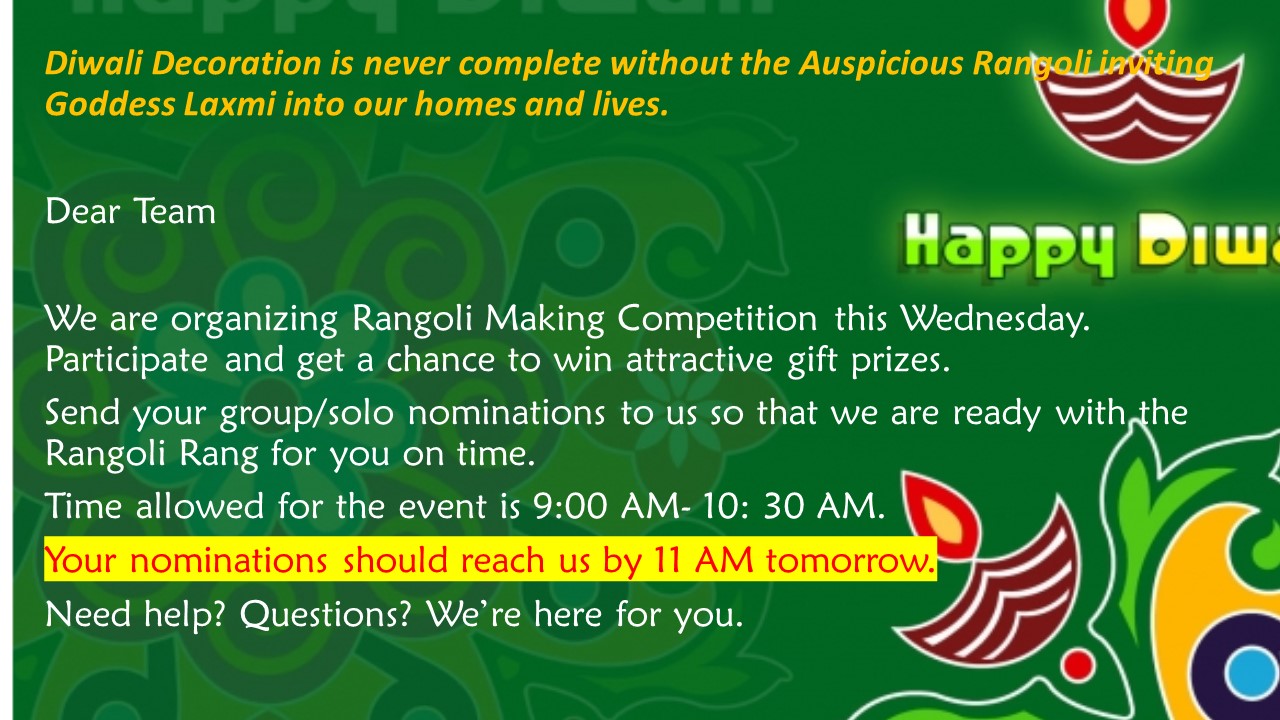 Happy Diwali
Diwali Decoration is never complete without the Auspicious Rangoli inviting
Goddess Laxmi into our homes and lives.
Dear Team
Happy Diwa
We are organizing Rangoli Making Competition this Wednesday.
Participate and get a chance to win attractive gift prizes.
Send your group/solo nominations to us so that we are ready with the
Rangoli Rang for you on time.
Time allowed for the event is 9:00 AM- 10: 30 AM.
Your nominations should reach us by 11 AM tomorrow.
Need help? Questions? We’re here for you.